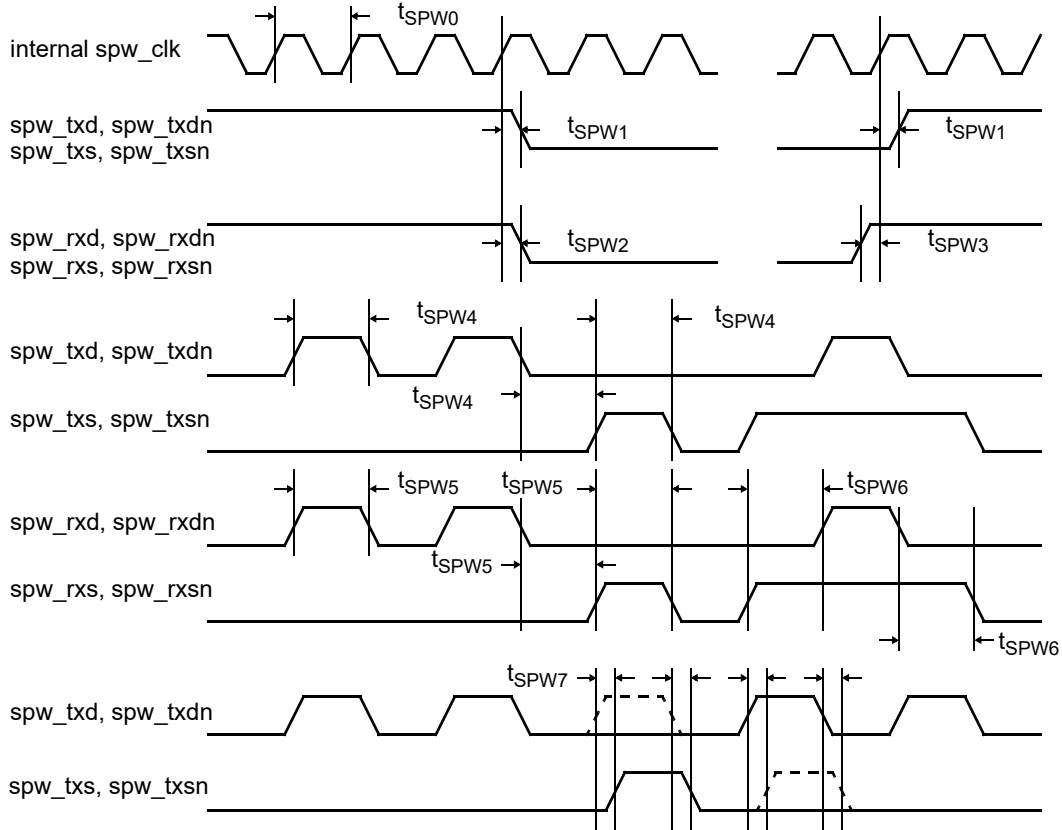 tSPW0
internal spw_clk
spw_txd, spw_txdn
spw_txs, spw_txsn
tSPW1
tSPW1
spw_rxd, spw_rxdn
spw_rxs, spw_rxsn
tSPW2
tSPW3
tSPW4
tSPW4
spw_txd, spw_txdn
tSPW4
spw_txs, spw_txsn
tSPW5
tSPW5
tSPW6
spw_rxd, spw_rxdn
tSPW5
spw_rxs, spw_rxsn
tSPW6
tSPW7
spw_txd, spw_txdn
spw_txs, spw_txsn